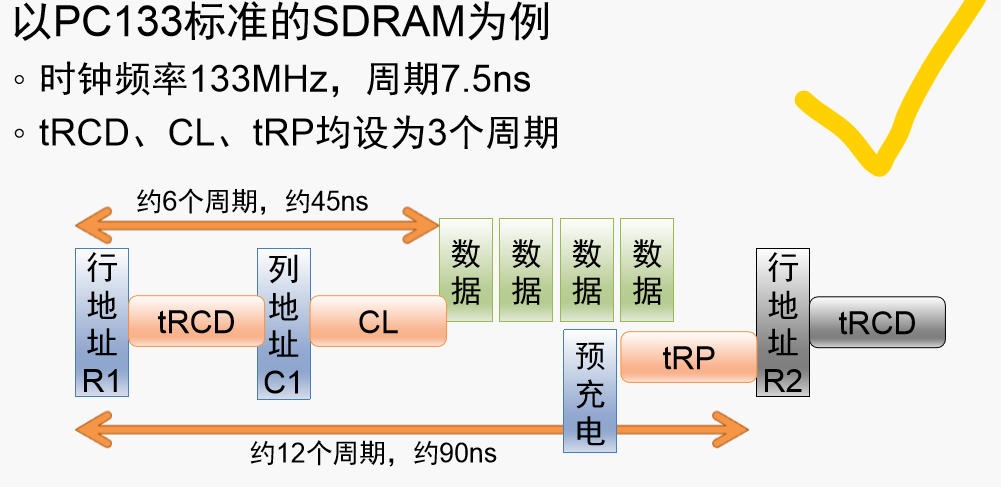 以PC133标准的SDRAM为例
◦ 时钟频率133MHz，周期7.5ns
◦ tRCD、CL、tRP均设为3个周期
约6个周期，约45ns
行地址R1
tRCD
列地址C1
CL
数据
数据
数据
数据
预充电
tRP
行地址R2
tRCD
约12个周期，约90ns